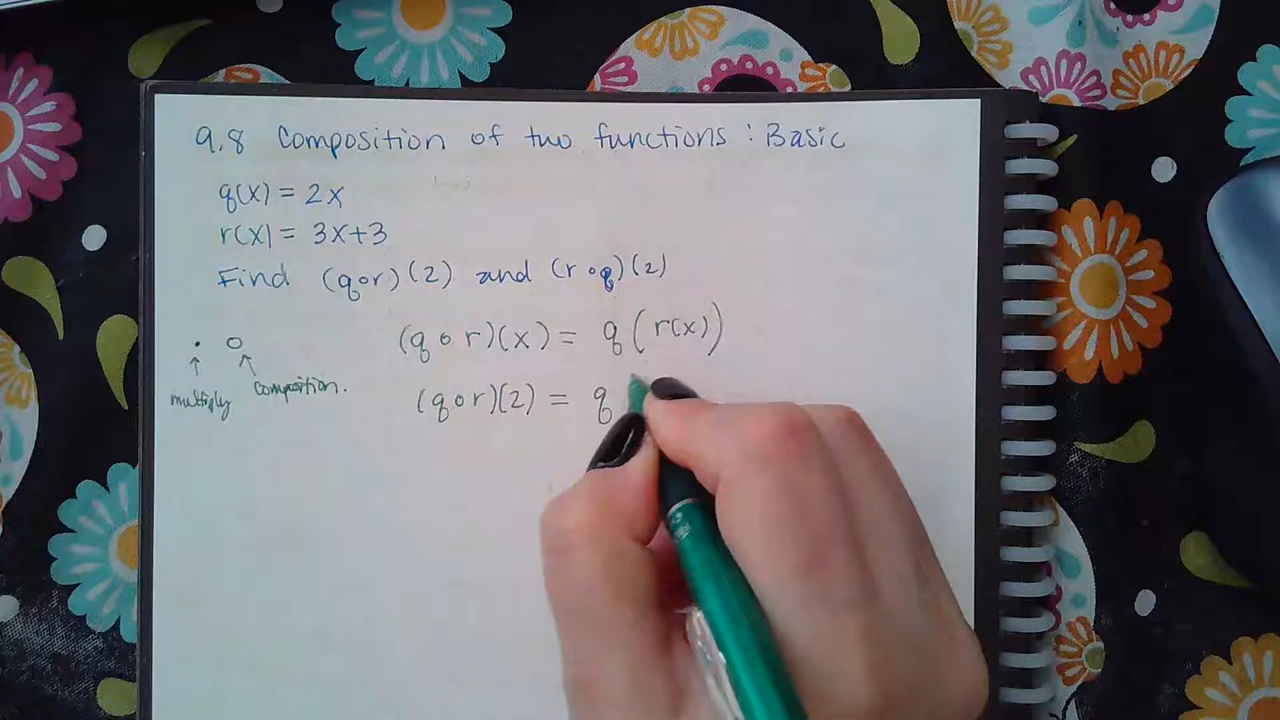 9.8 Composition of two functions : Basic
q(x) = 2x
r(x) = 3x+3
Find (q∘r)(2) and (r∘q)(2)
(q∘r)(x) = q(r(x))
· ∘
multiply composition.
(q∘r)(2) = q